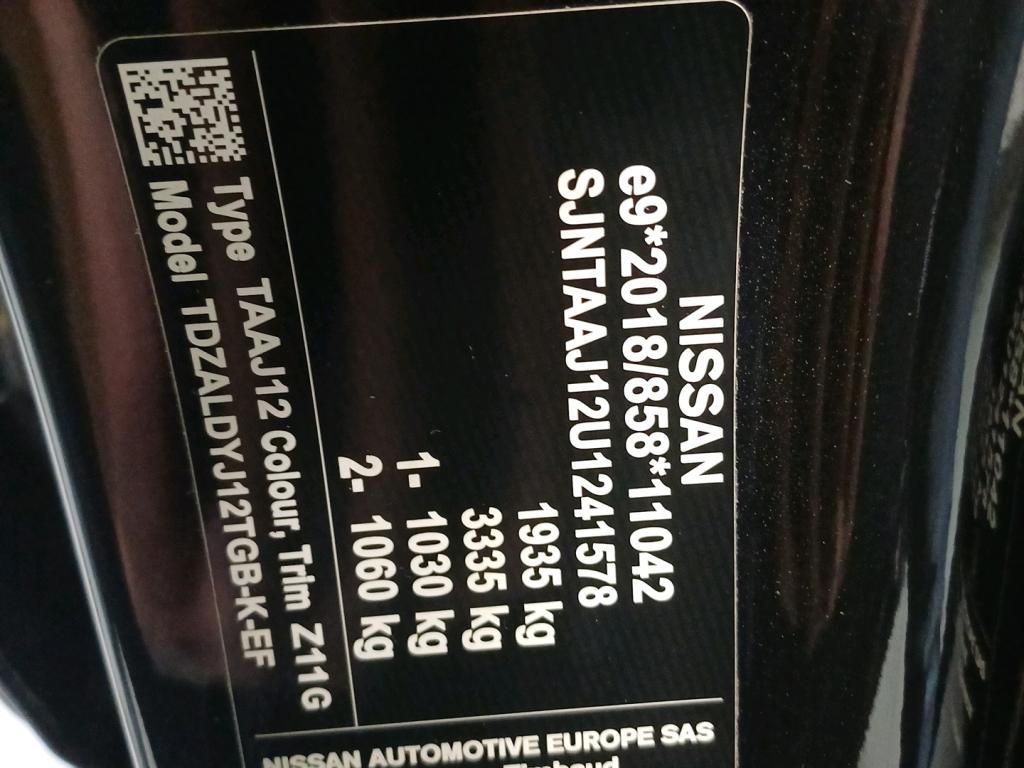 NISSAN
e9*2018/858*11042
SJNTAAJ12U1241578
1935 kg
3335 kg
1- 1030 kg
2- 1060 kg
Type TAAJ12 Colour, Trim Z11G
Model TDZALDYJ12TGB-K-EF
NISSAN AUTOMOTIVE EUROPE SAS